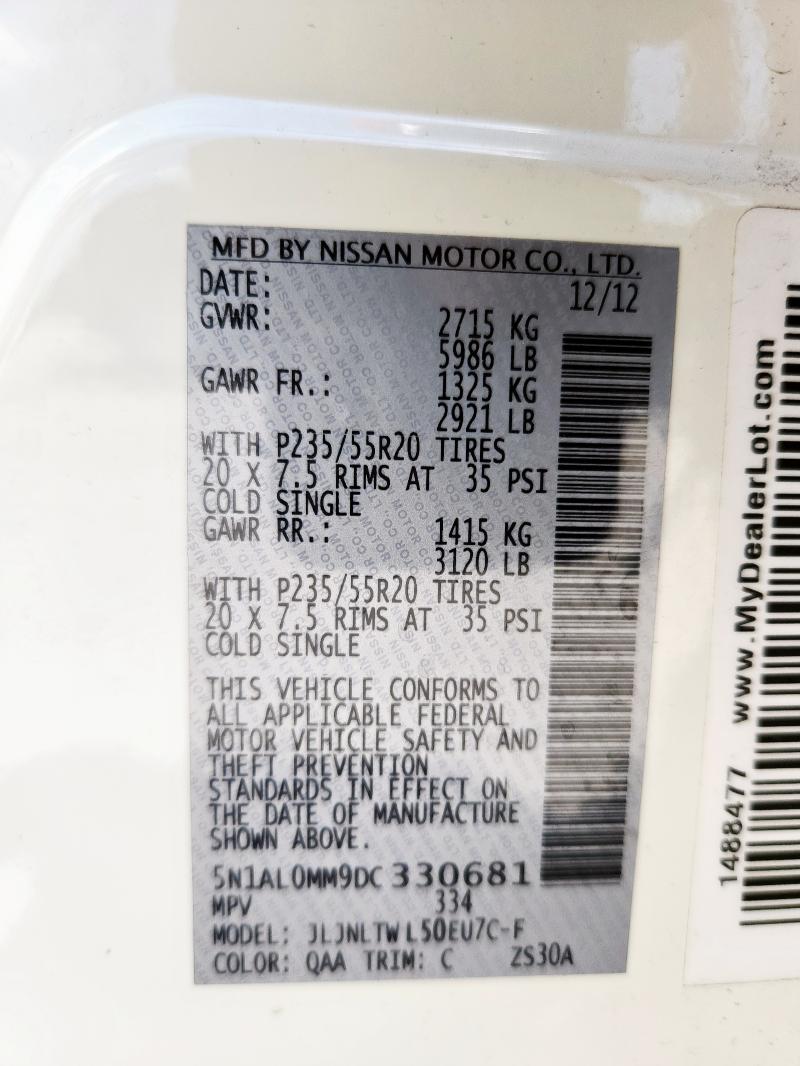 MFD BY NISSAN MOTOR CO., LTD.
DATE: 12/12
GVWR: 2715 KG
5986 LB
GAWR FR.: 1325 KG
2921 LB
WITH P235/55R20 TIRES
20 X 7.5 RIMS AT 35 PSI
COLD SINGLE
GAWR RR.: 1415 KG
3120 LB
WITH P235/55R20 TIRES
20 X 7.5 RIMS AT 35 PSI
COLD SINGLE
THIS VEHICLE CONFORMS TO
ALL APPLICABLE FEDERAL
MOTOR VEHICLE SAFETY AND
THEFT PREVENTION
STANDARDS IN EFFECT ON
THE DATE OF MANUFACTURE
SHOWN ABOVE.
5N1AL0MM9DC 330681
MPV 334
MODEL: JLJNLTWL50EU7C-F
COLOR: QAA TRIM: C ZS30A
www.MyDealerLot.com
1488477